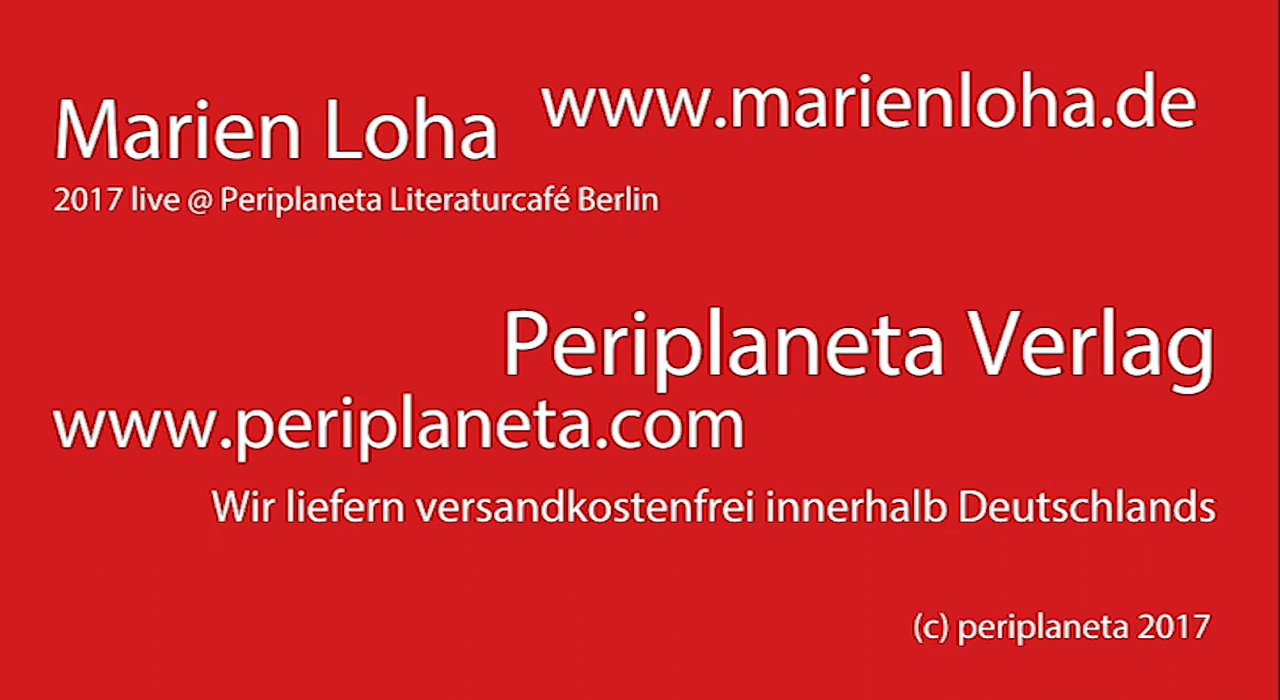 Marien Loha
www.marienloha.de
2017 live @ Periplaneta Literaturcafé Berlin
Periplaneta Verlag
www.periplaneta.com
Wir liefern versandkostenfrei innerhalb Deutschlands
(c) periplaneta 2017